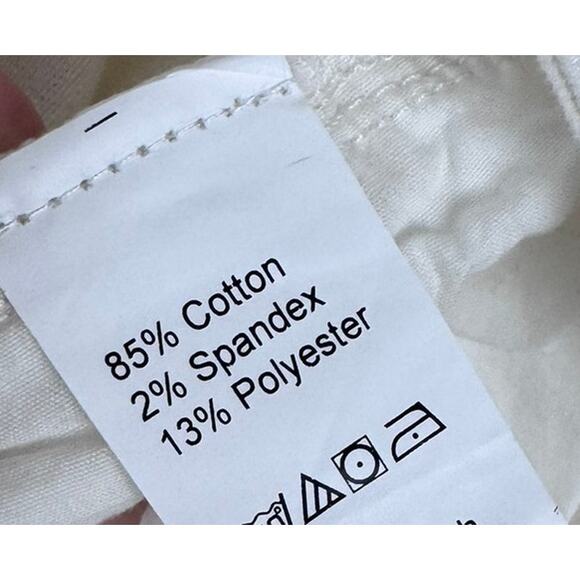 85% Cotton
2% Spandex
13% Polyester